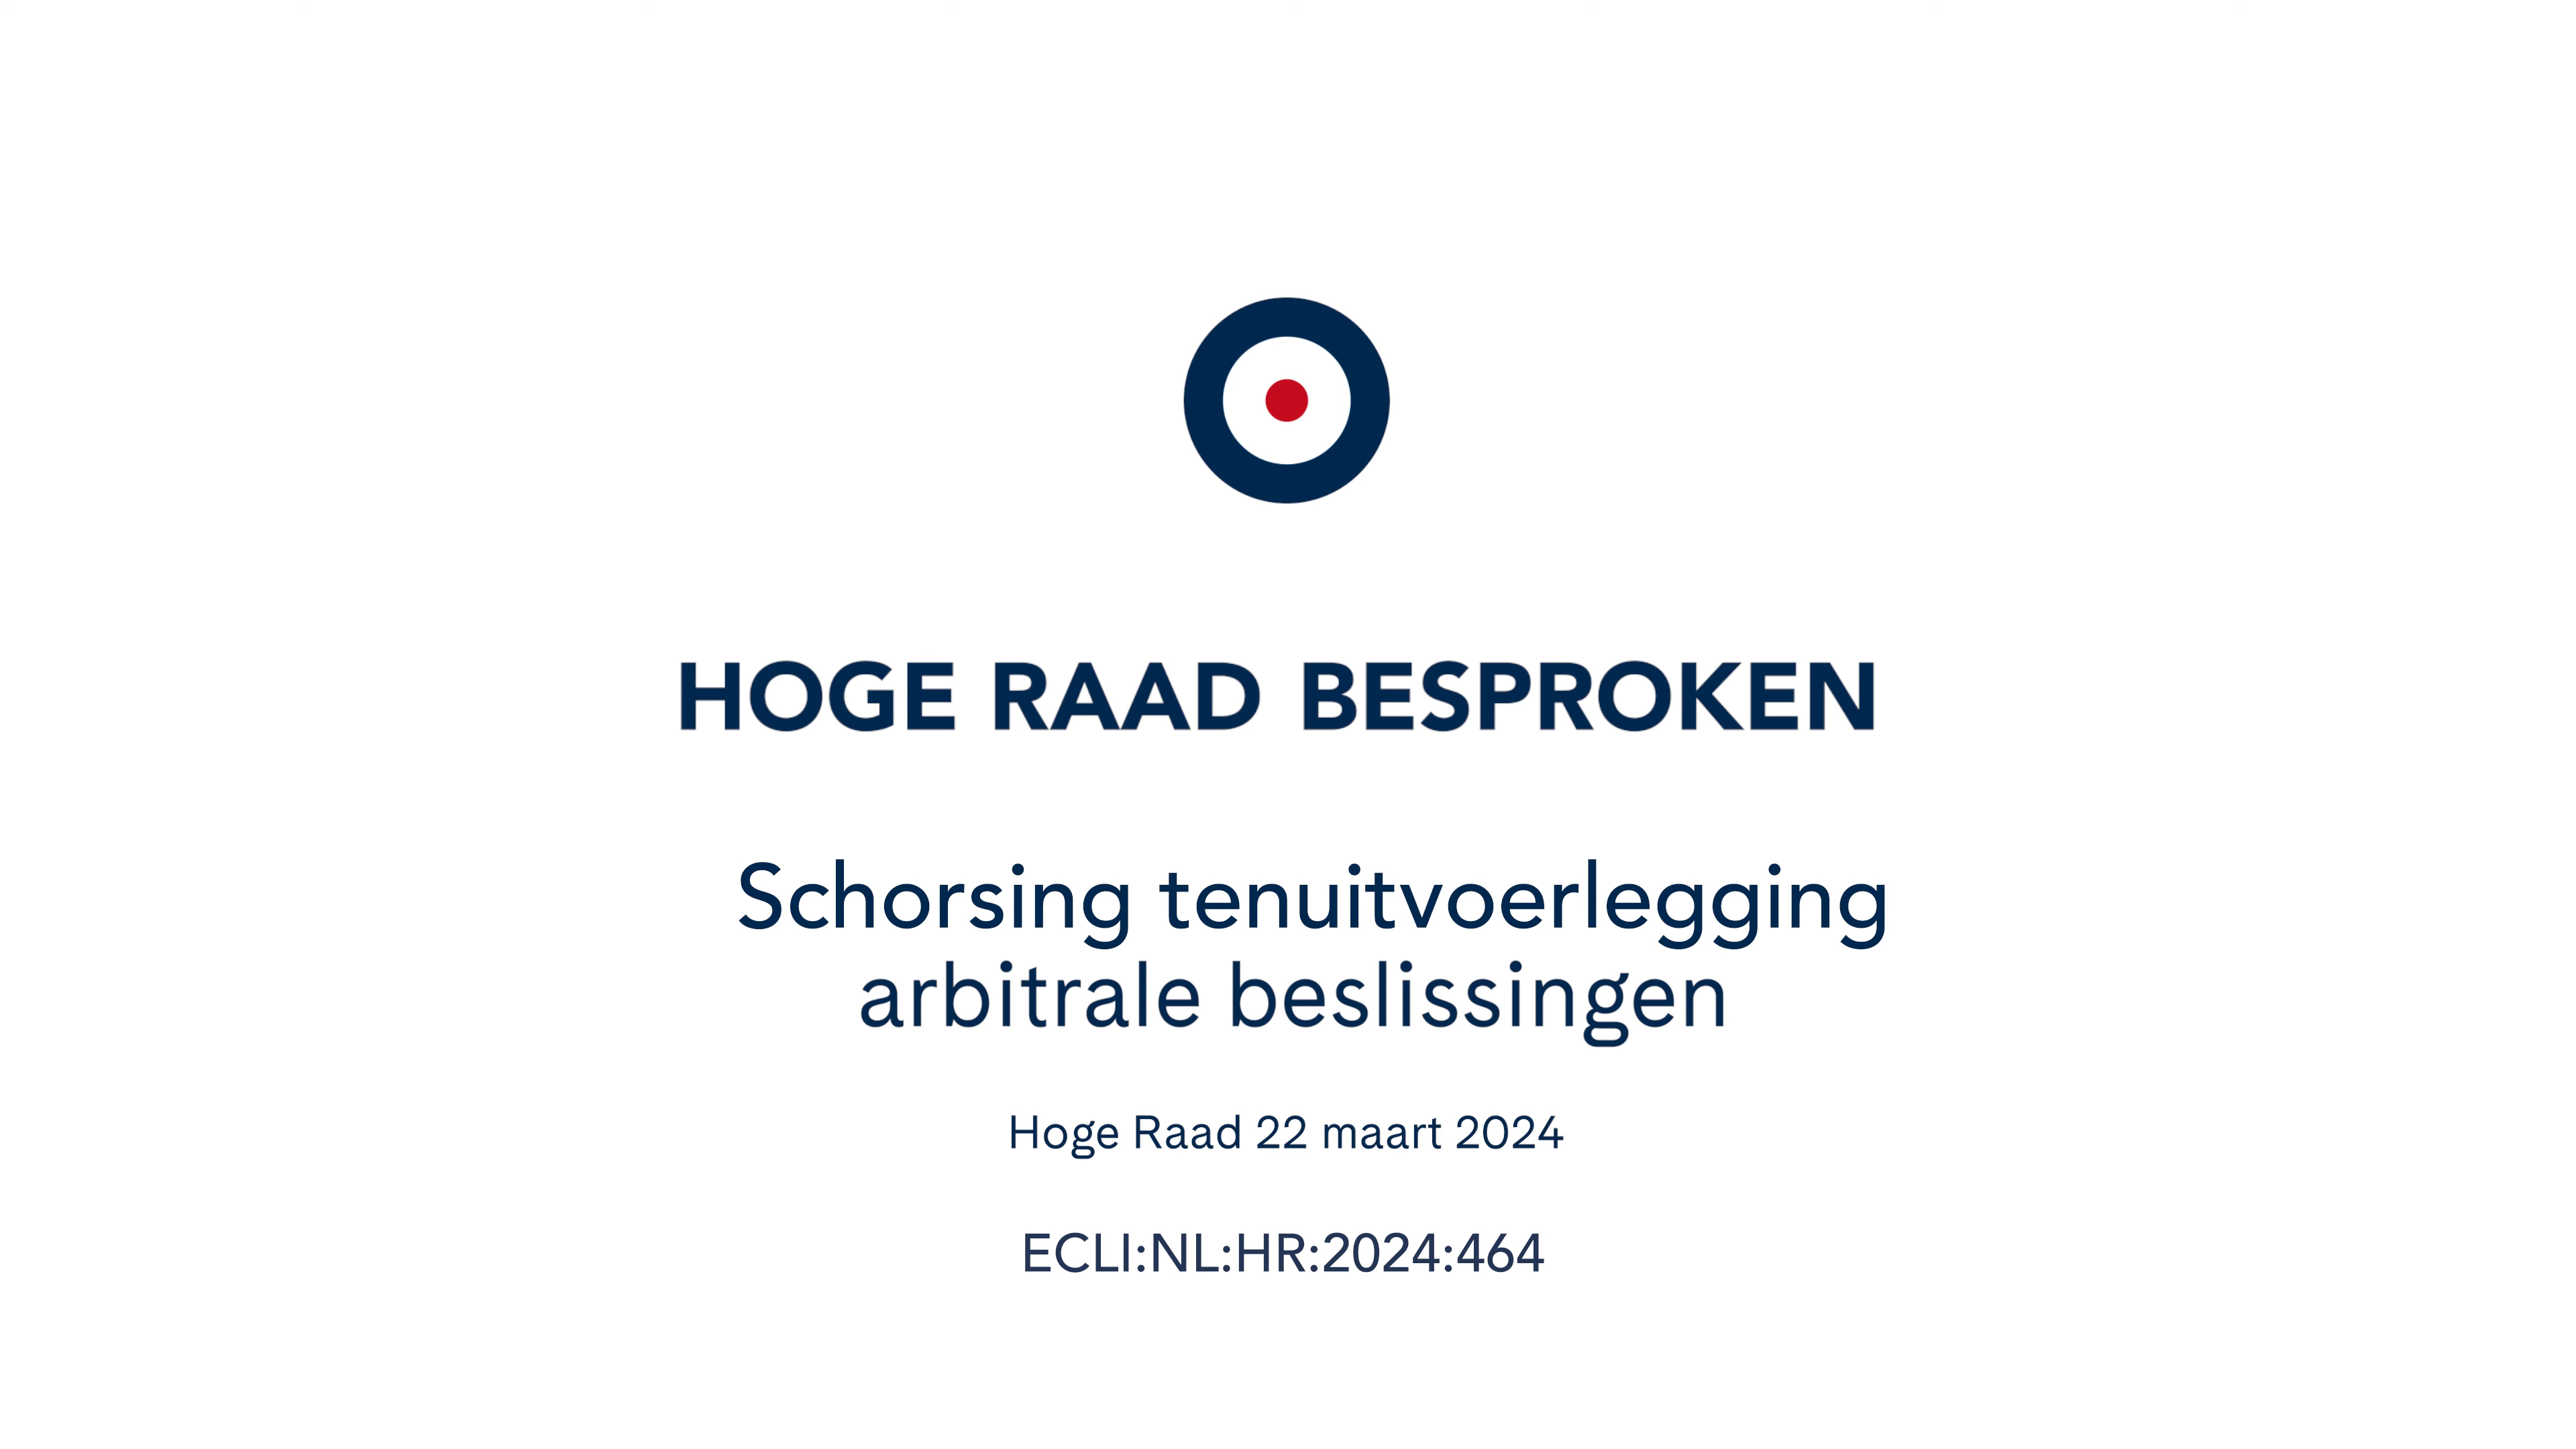 HOGE RAAD BESPROKEN
Schorsing tenuitvoerlegging
arbitrale beslissingen
Hoge Raad 22 maart 2024
ECLI:NL:HR:2024:464